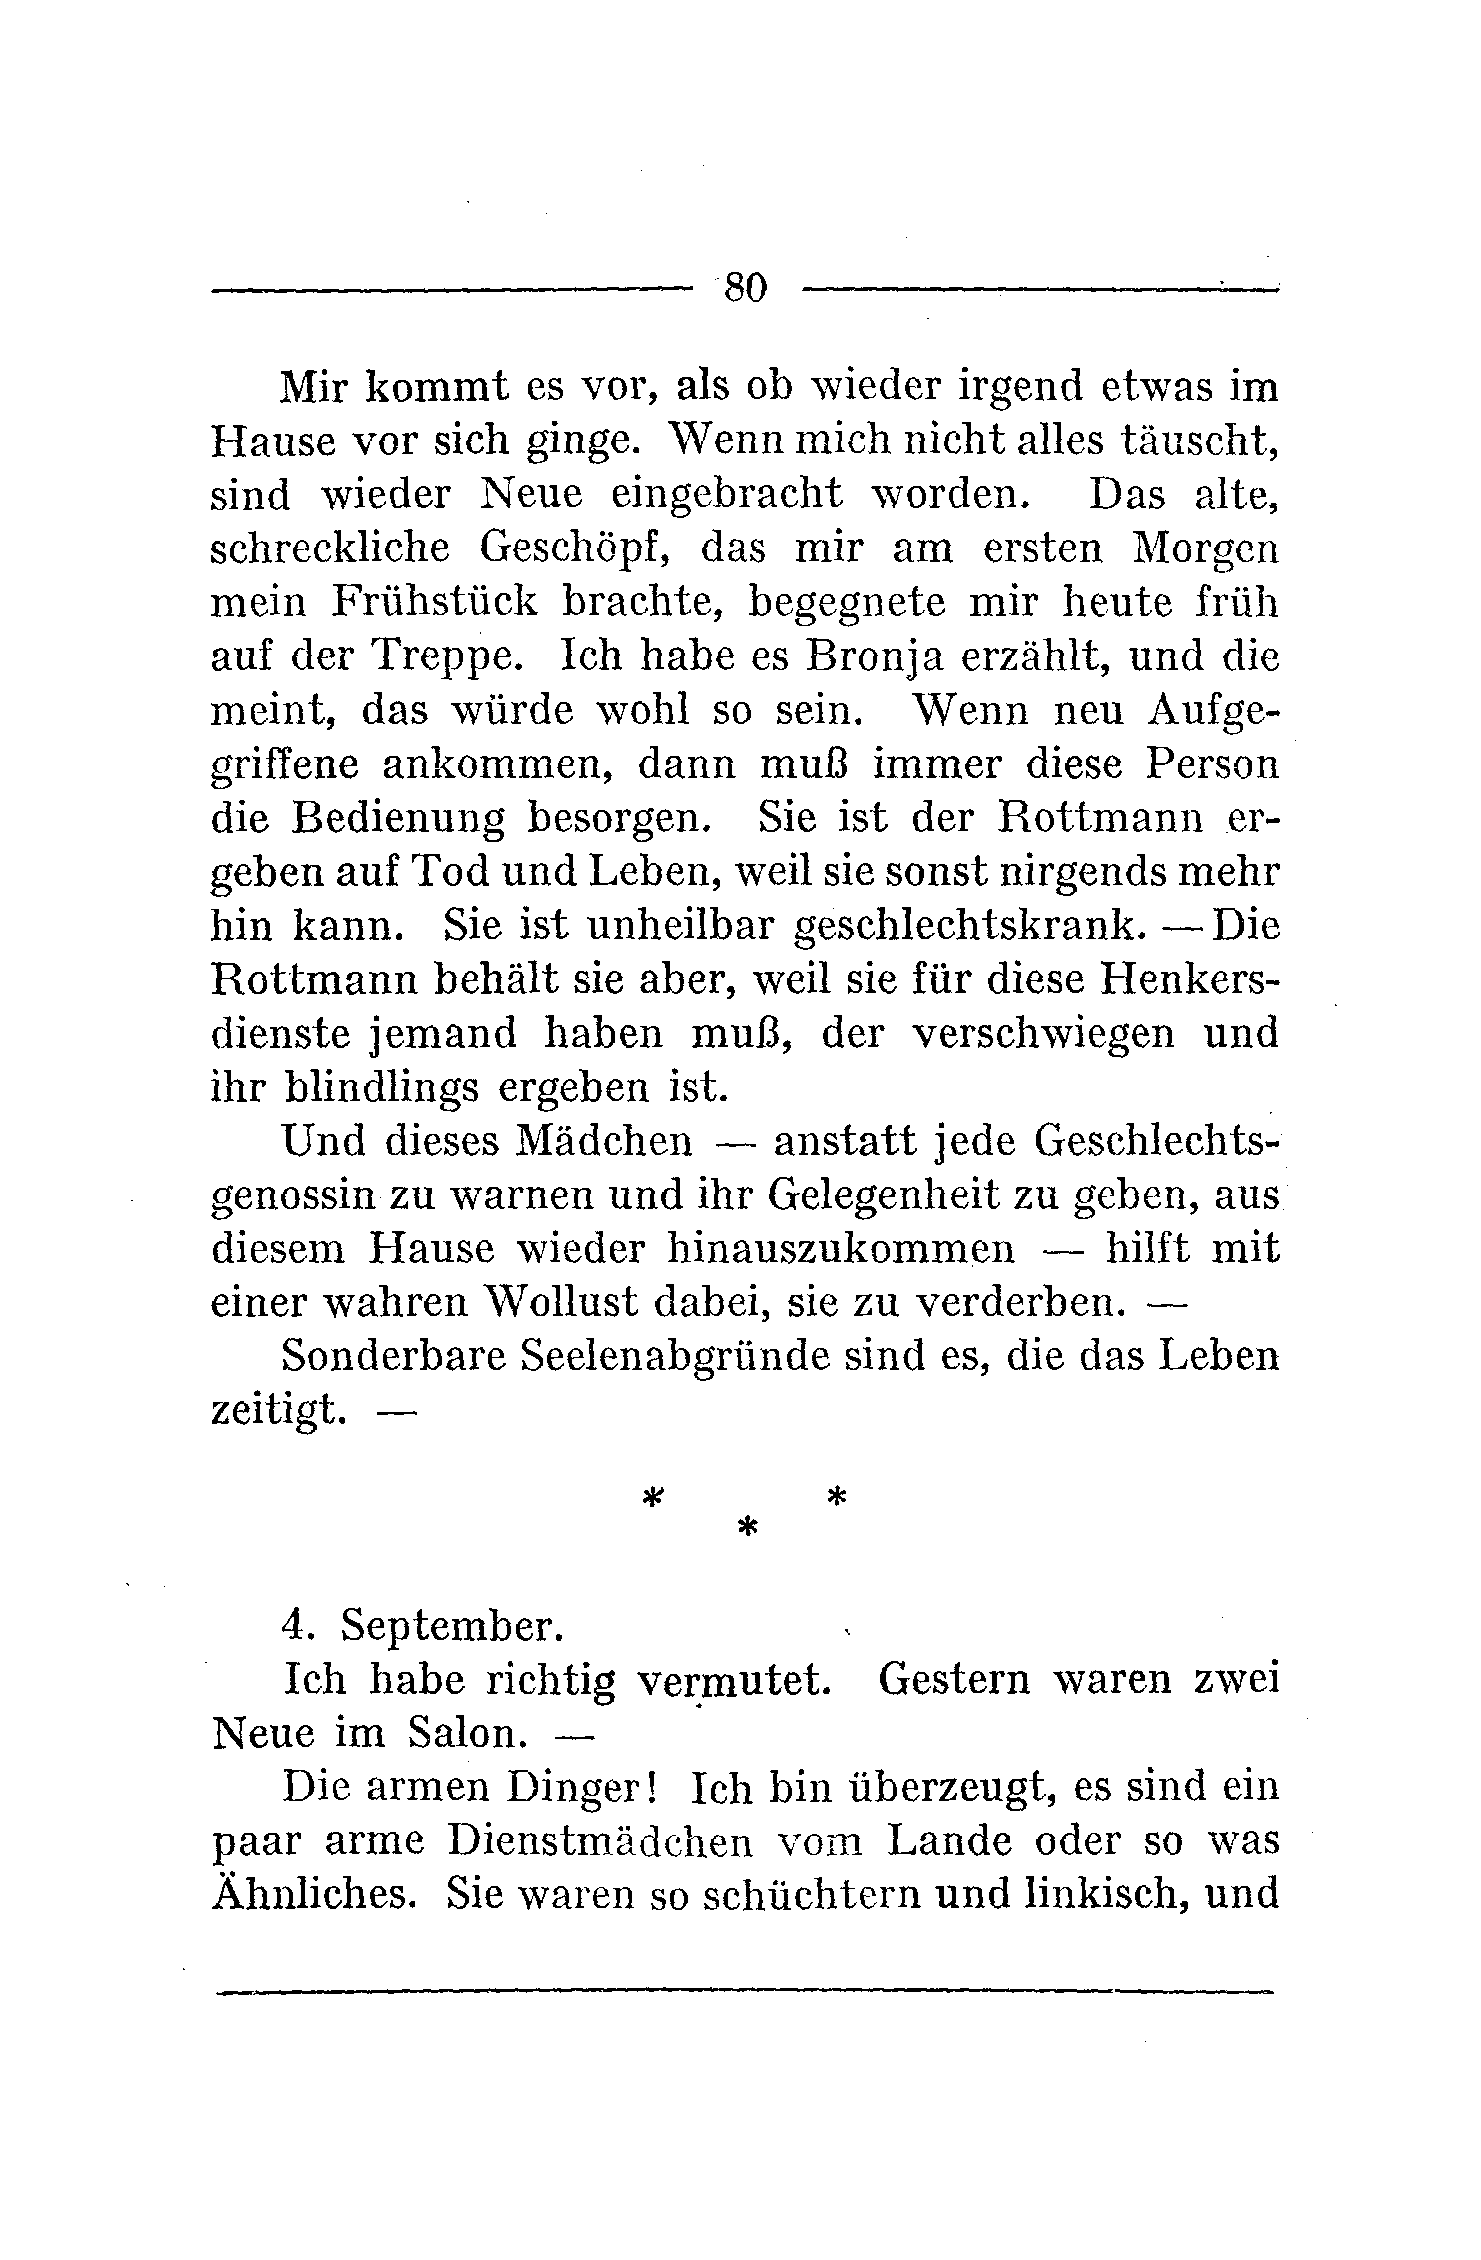 80
Mir kommt es vor, als ob wieder irgend etwas im
Hause vor sich ginge. Wenn mich nicht alles täuscht,
sind wieder Neue eingebracht worden. Das alte,
schreckliche Geschöpf, das mir am ersten Morgen
mein Frühstück brachte, begegnete mir heute früh
auf der Treppe. Ich habe es Bronja erzählt, und die
meint, das würde wohl so sein. Wenn neu Aufge-
griffene ankommen, dann muß immer diese Person
die Bedienung besorgen. Sie ist der Rottmann er-
geben auf Tod und Leben, weil sie sonst nirgends mehr
hin kann. Sie ist unheilbar geschlechtskrank. — Die
Rottmann behält sie aber, weil sie für diese Henkers-
dienste jemand haben muß, der verschwiegen und
ihr blindlings ergeben ist.
Und dieses Mädchen — anstatt jede Geschlechts-
genossin zu warnen und ihr Gelegenheit zu geben, aus
diesem Hause wieder hinauszukommen — hilft mit
einer wahren Wollust dabei, sie zu verderben. —
Sonderbare Seelenabgründe sind es, die das Leben
zeitigt. —
* *
*
4. September.
Ich habe richtig vermutet. Gestern waren zwei
Neue im Salon. —
Die armen Dinger! Ich bin überzeugt, es sind ein
paar arme Dienstmädchen vom Lande oder so was
Ähnliches. Sie waren so schüchtern und linkisch, und